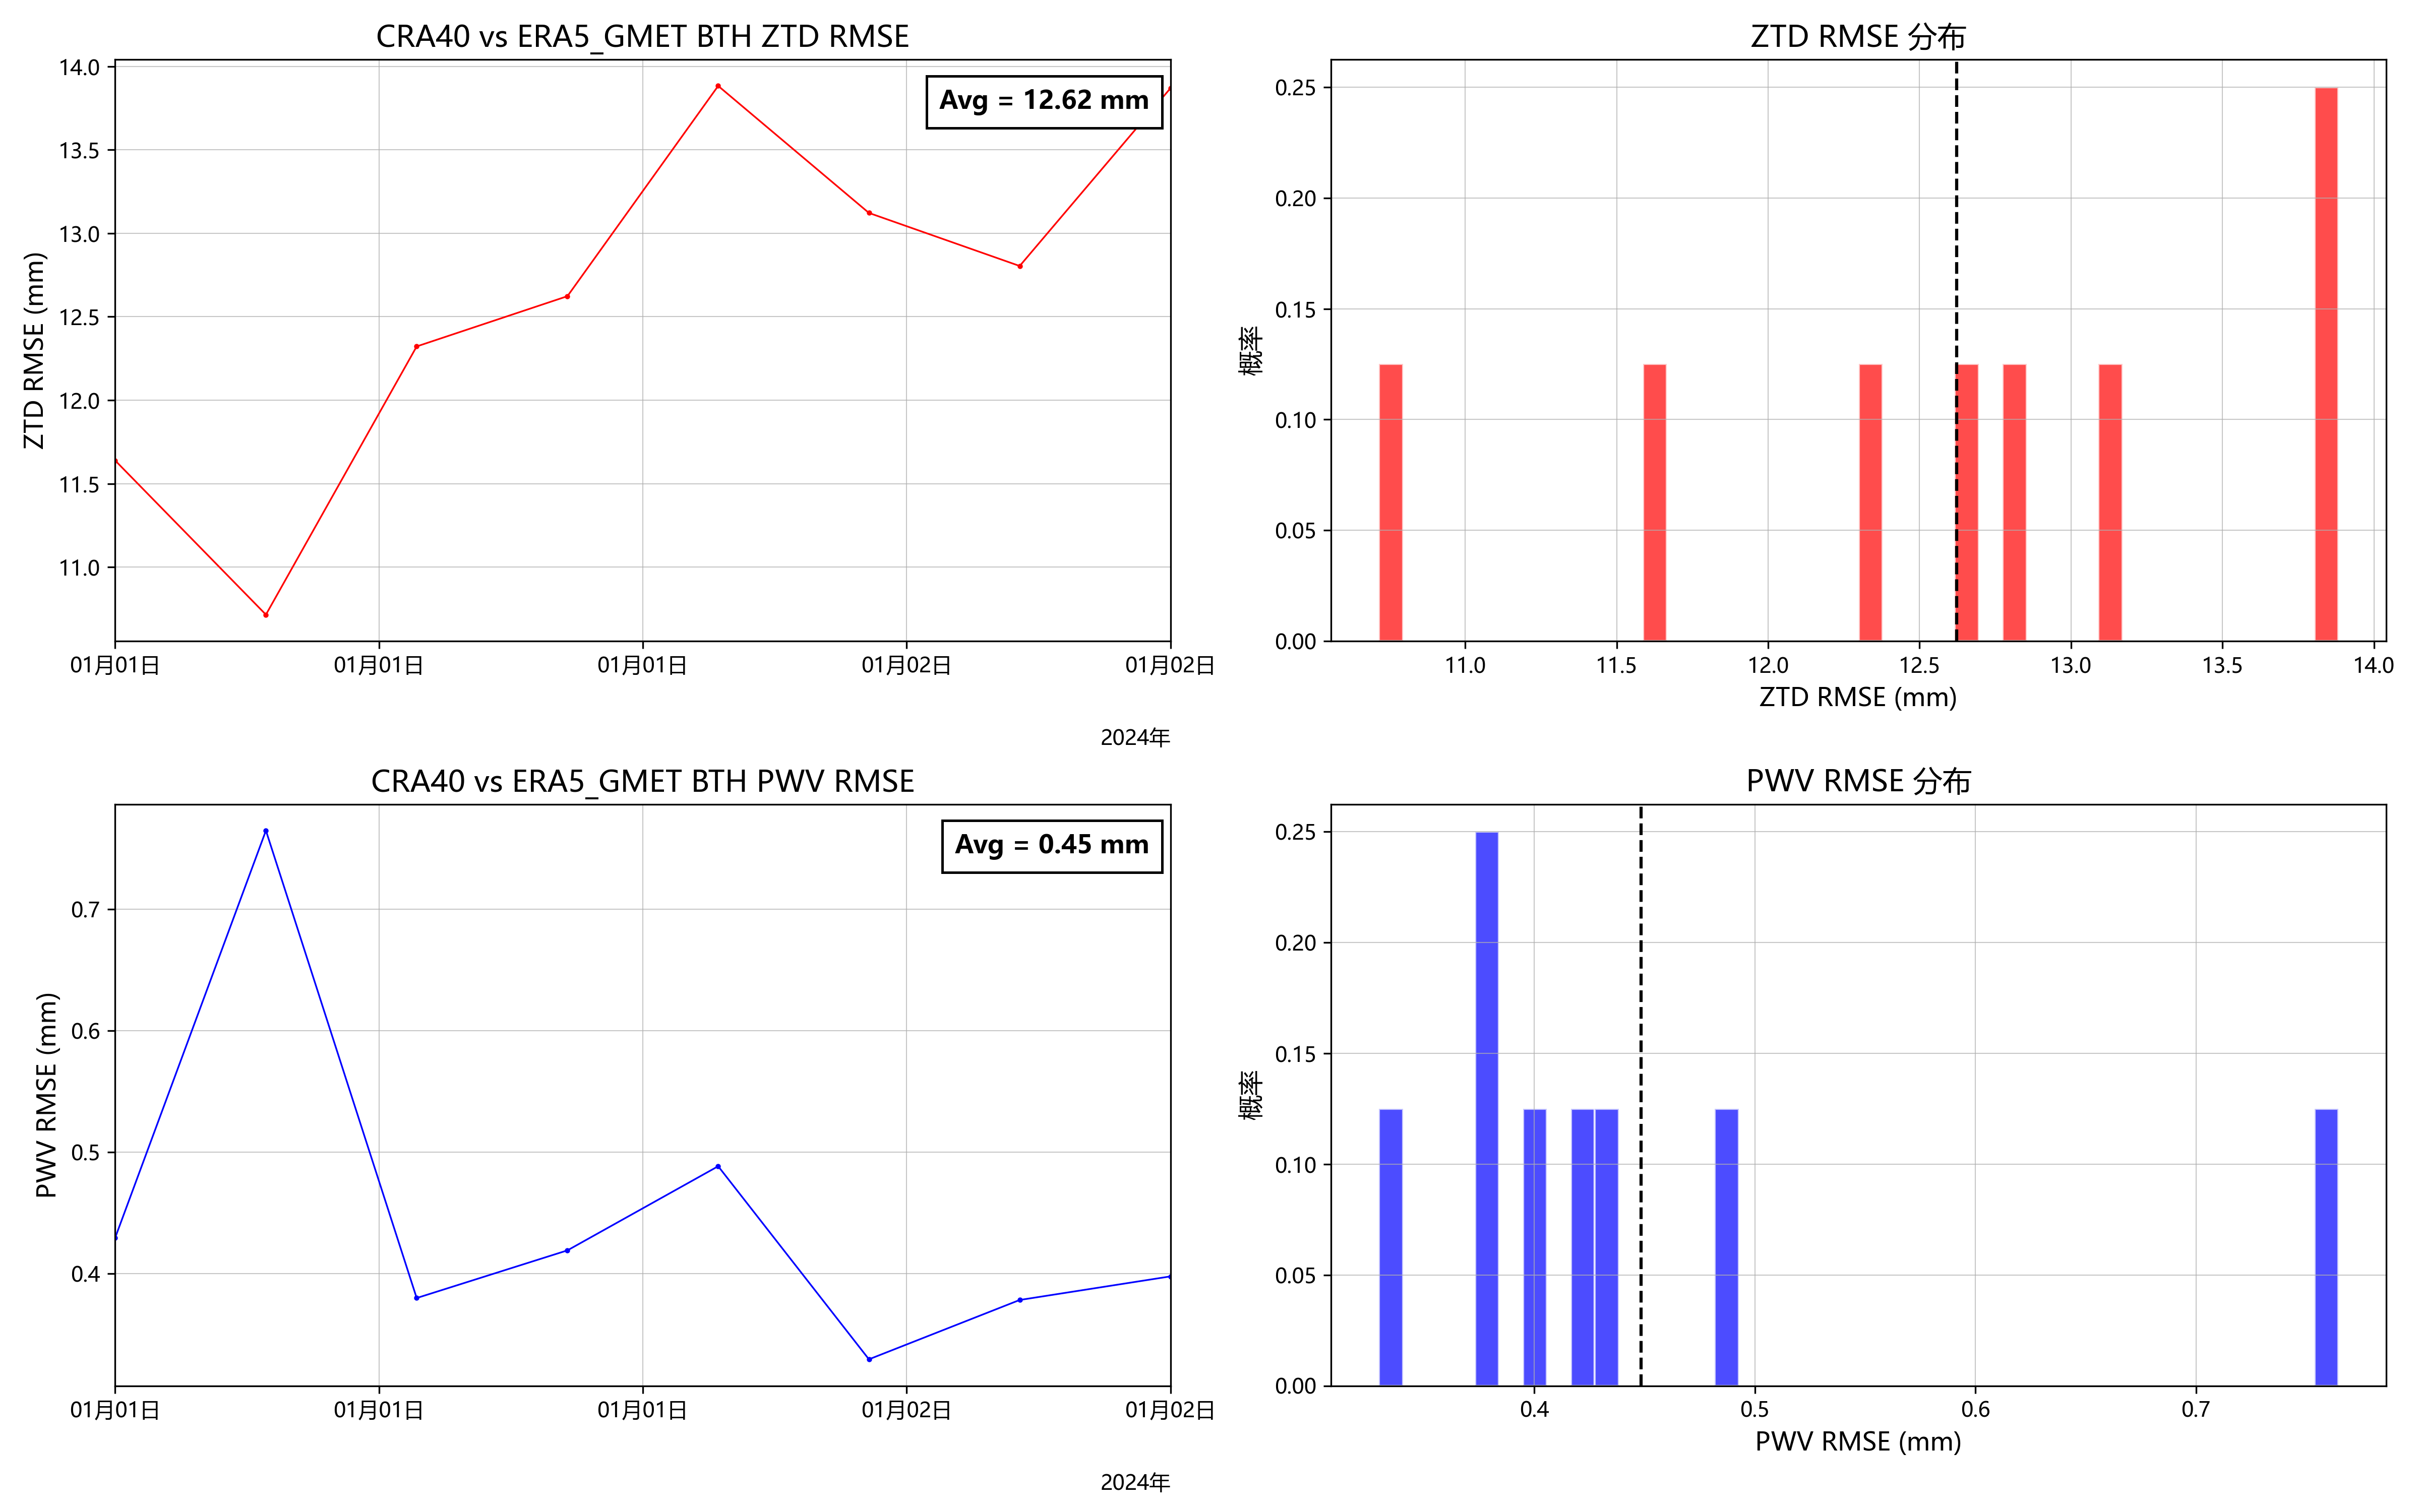 CRA40 vs ERA5_GMET BTH ZTD RMSE
Avg = 12.62 mm
ZTD RMSE (mm)
14.0
13.5
13.0
12.5
12.0
11.5
11.0
01月01日 01月01日 01月01日 01月02日 01月02日
2024年
ZTD RMSE 分布
概率
0.25
0.20
0.15
0.10
0.05
0.00
11.0 11.5 12.0 12.5 13.0 13.5 14.0
ZTD RMSE (mm)
CRA40 vs ERA5_GMET BTH PWV RMSE
Avg = 0.45 mm
PWV RMSE (mm)
0.7
0.6
0.5
0.4
01月01日 01月01日 01月01日 01月02日 01月02日
2024年
PWV RMSE 分布
概率
0.25
0.20
0.15
0.10
0.05
0.00
0.4 0.5 0.6 0.7
PWV RMSE (mm)